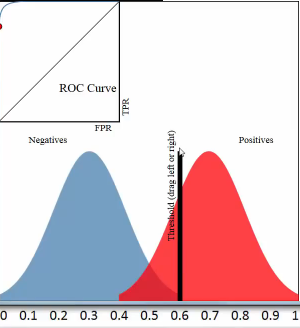 ROC Curve
TPR
FPR
Negatives
Positives
Threshold (drag left or right)
0 0.1 0.2 0.3 0.4 0.5 0.6 0.7 0.8 0.9 1